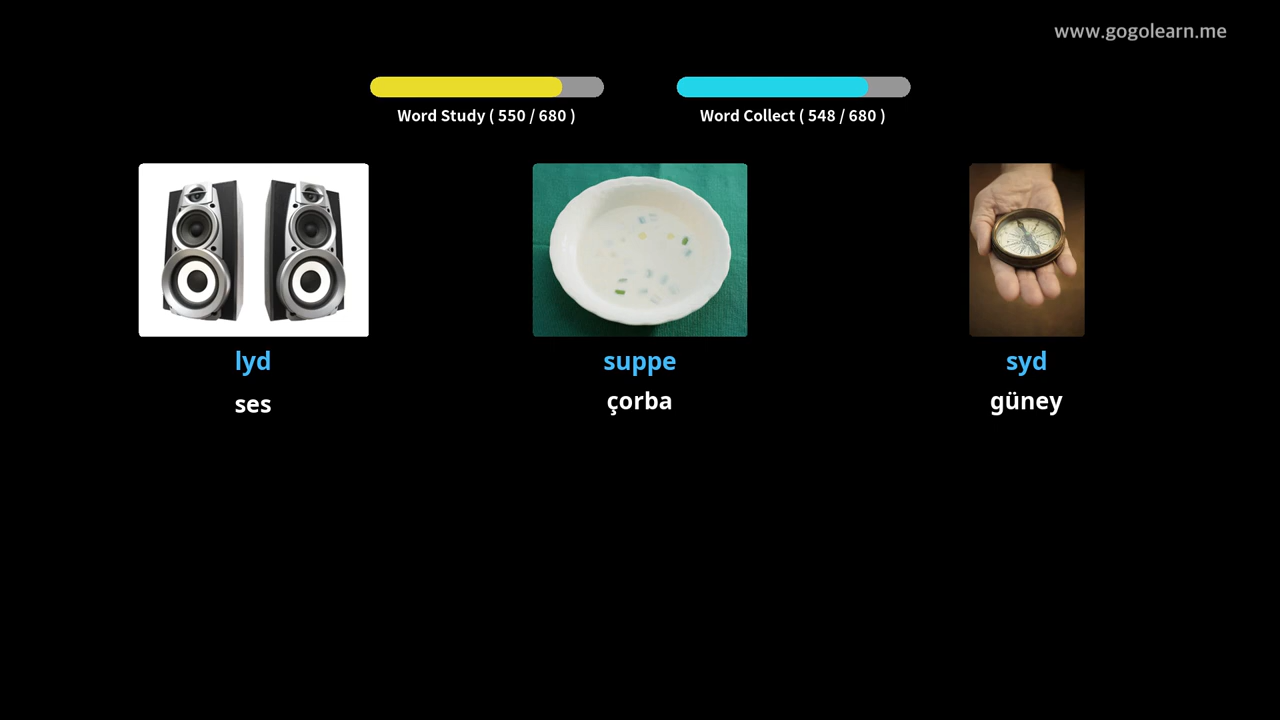 www.gogolearn.me
Word Study ( 550 / 680 )
Word Collect ( 548 / 680 )
lyd
suppe
syd
ses
çorba
güney